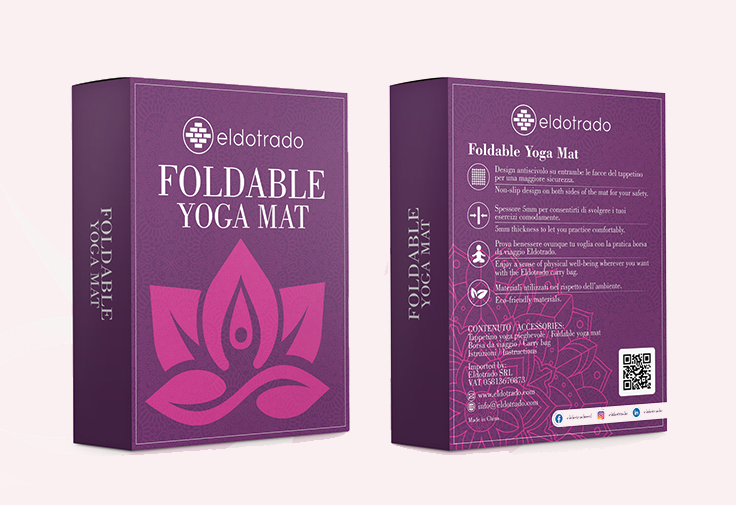 eldotrado
FOLDABLE
YOGA MAT
FOLDABLE
YOGA MAT
FOLDABLE
YOGA MAT
eldotrado
Foldable Yoga Mat
Design antiscivolo su entrambe le facce del tappetino
per una maggiore sicurezza.
Non-slip design on both sides of the mat for your safety.
Spessore 5mm per consentirti di svolgere i tuoi
esercizi comodamente.
5mm thickness to let you practice comfortably.
Prova benessere ovunque tu voglia con la pratica borsa
da viaggio Eldotrado.
Enjoy a sense of physical well-being wherever you want
with the Eldotrado carry bag.
Materiali utilizzati nel rispetto dell'ambiente.
Eco-friendly materials.
CONTENUTO / ACCESSORIES:
Tappetino yoga pieghevole / Foldable yoga mat
Borsa da viaggio / Carry bag
Istruzioni / Instructions
Imported by:
Eldotrado SRL
VAT 05613670873
www.eldotrado.com
info@eldotrado.com
Made in China
eldotrado